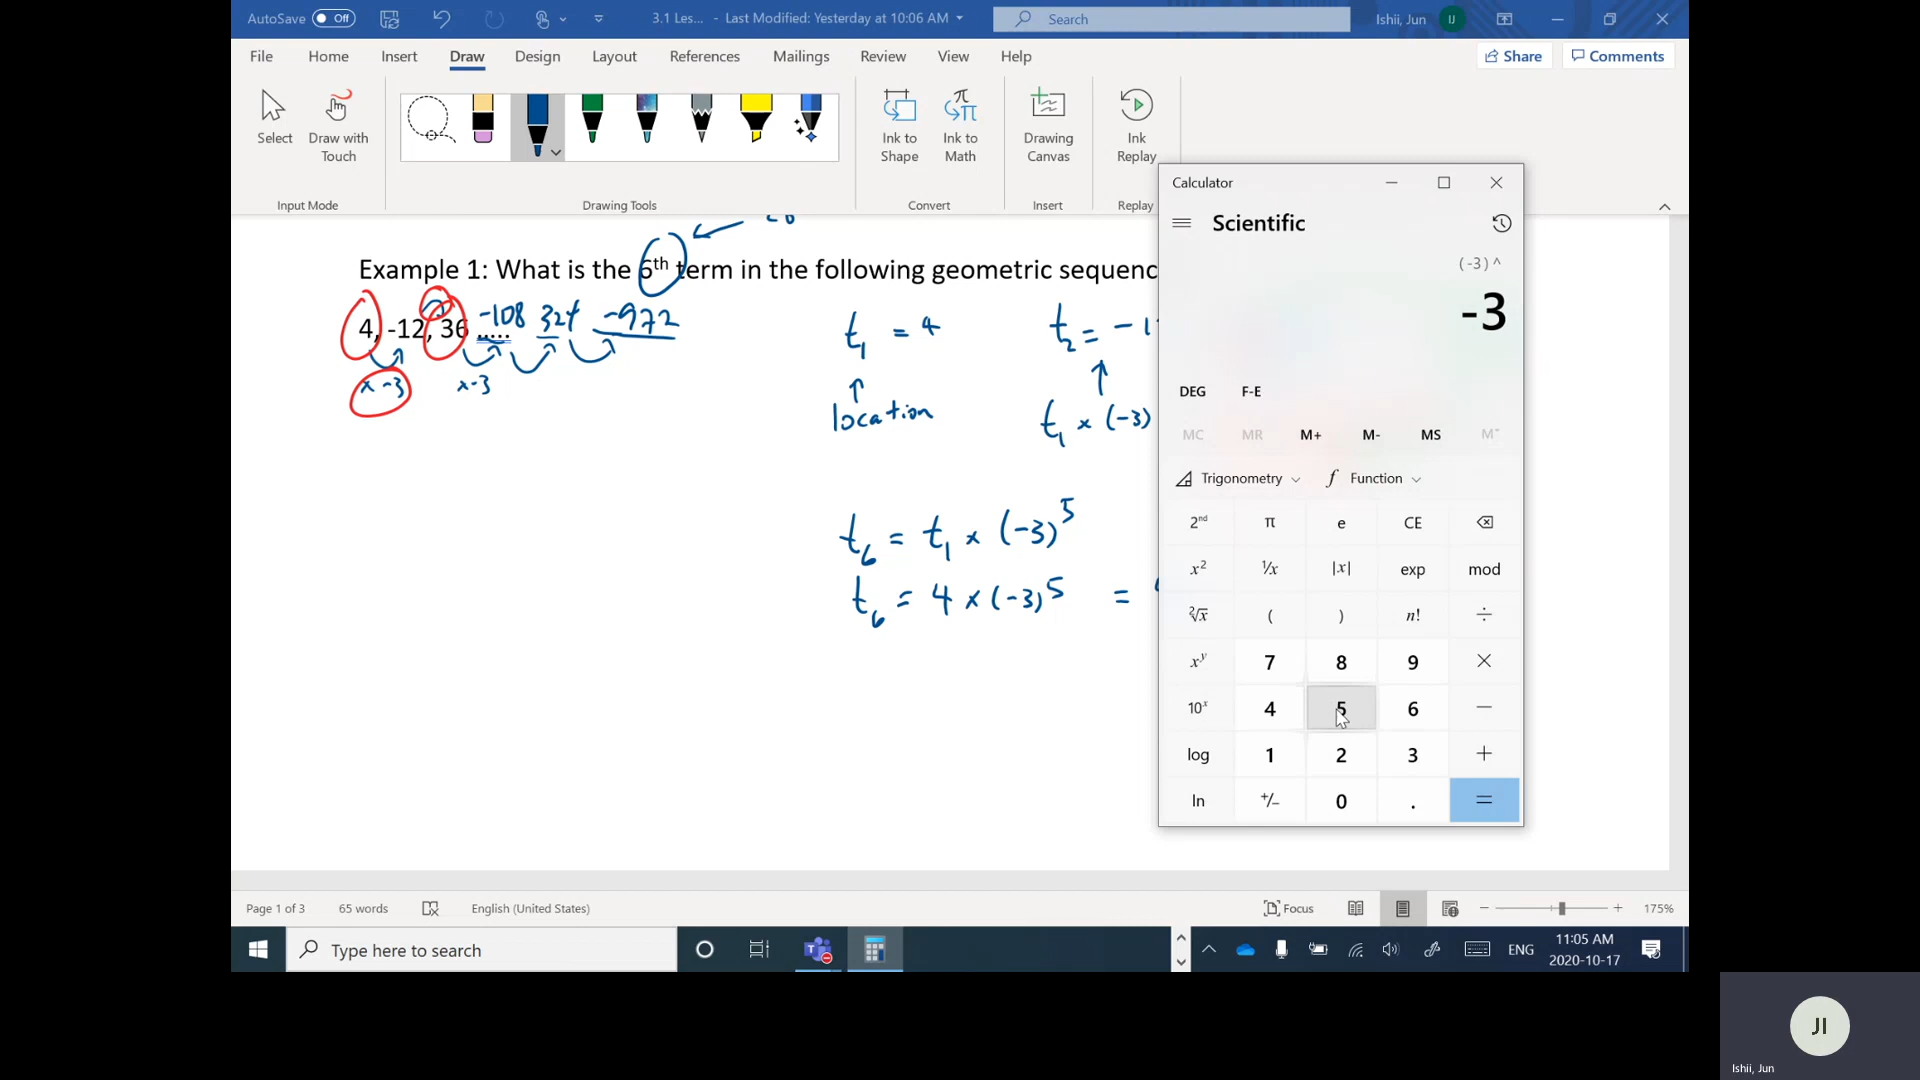 AutoSave Off 3.1 Les... - Last Modified: Yesterday at 10:06 AM Search Ishii, Jun IJ
File Home Insert Draw Design Layout References Mailings Review View Help Share Comments
Select Draw with Touch Ink to Shape Ink to Math Drawing Canvas Ink Replay
Input Mode Drawing Tools Convert Insert Replay
Example 1: What is the 6th term in the following geometric sequenc
4, -12, 36 ..... -108 324 -972
x -3 x-3
t1 = 4 t2 = -1
location t1 x (-3)
t6 = t1 x (-3)^5
t6 = 4 x (-3)^5 =
Calculator
Scientific
(-3) ^
-3
DEG F-E
MC MR M+ M- MS M˅
Trigonometry f Function
2nd π e CE
x² ¹/x |x| exp mod
²√x ( ) n! ÷
xʸ 7 8 9 ×
10ˣ 4 5 6 −
log 1 2 3 +
ln +/− 0 . =
Page 1 of 3 65 words English (United States) Focus − + 175%
Type here to search ENG 11:05 AM
2020-10-17
JI
Ishii, Jun